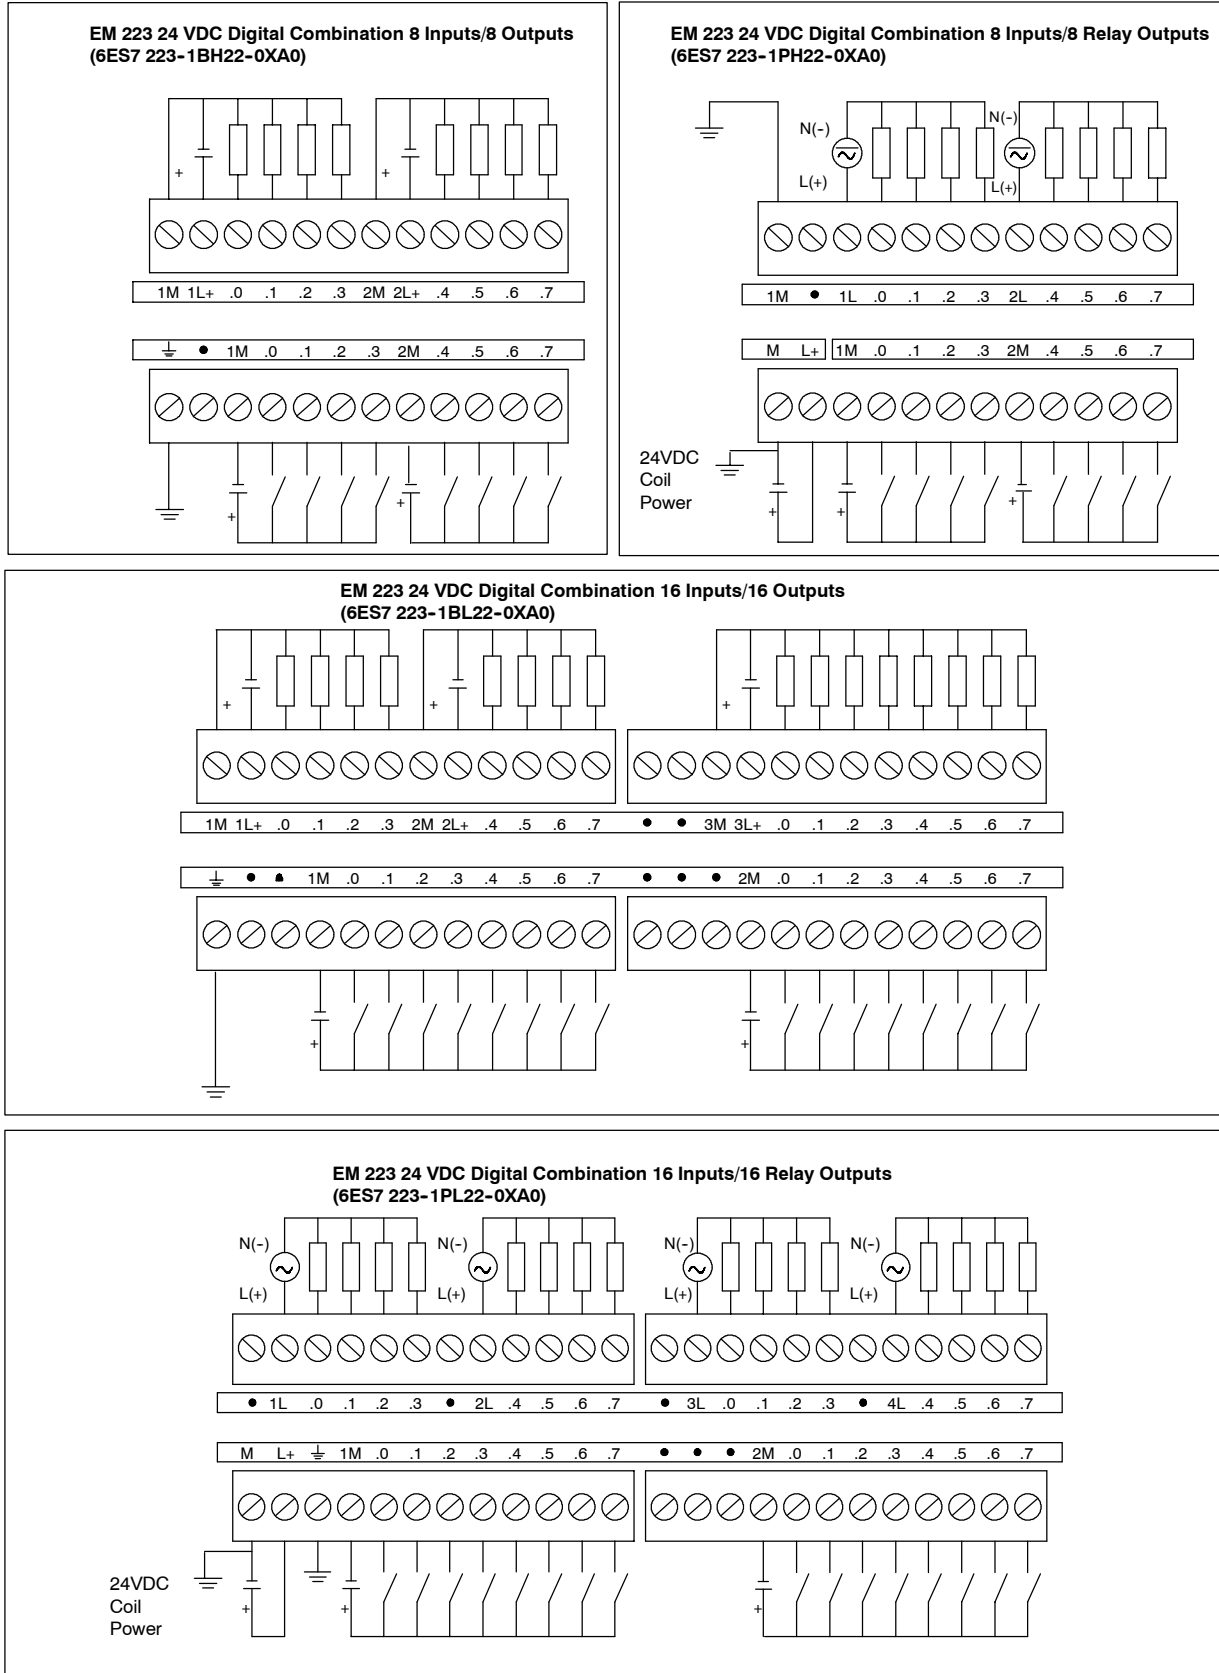 EM 223 24 VDC Digital Combination 8 Inputs/8 Outputs
(6ES7 223-1BH22-0XA0)
+ +
1M 1L+ .0 .1 .2 .3 2M 2L+ .4 .5 .6 .7
1M .0 .1 .2 .3 2M .4 .5 .6 .7
+ +
EM 223 24 VDC Digital Combination 8 Inputs/8 Relay Outputs
(6ES7 223-1PH22-0XA0)
N(-) N(-)
L(+) L(+)
1M ● 1L .0 .1 .2 .3 2L .4 .5 .6 .7
M L+ 1M .0 .1 .2 .3 2M .4 .5 .6 .7
24VDC
Coil
Power
+ + +
EM 223 24 VDC Digital Combination 16 Inputs/16 Outputs
(6ES7 223-1BL22-0XA0)
+ + +
1M 1L+ .0 .1 .2 .3 2M 2L+ .4 .5 .6 .7 ● ● 3M 3L+ .0 .1 .2 .3 .4 .5 .6 .7
● ● 1M .0 .1 .2 .3 .4 .5 .6 .7 ● ● ● 2M .0 .1 .2 .3 .4 .5 .6 .7
+ +
EM 223 24 VDC Digital Combination 16 Inputs/16 Relay Outputs
(6ES7 223-1PL22-0XA0)
N(-) N(-) N(-) N(-)
L(+) L(+) L(+) L(+)
● 1L .0 .1 .2 .3 ● 2L .4 .5 .6 .7 ● 3L .0 .1 .2 .3 ● 4L .4 .5 .6 .7
M L+ 1M .0 .1 .2 .3 .4 .5 .6 .7 ● ● ● 2M .0 .1 .2 .3 .4 .5 .6 .7
24VDC
Coil
Power
+ + +